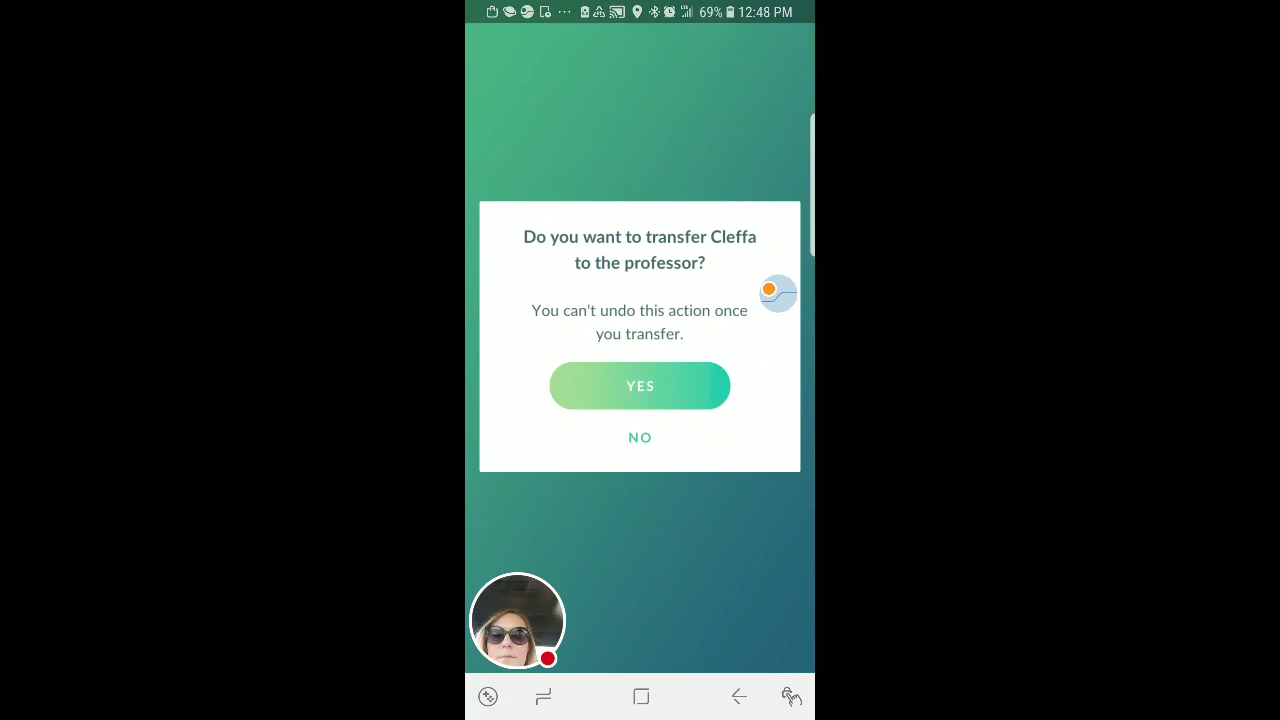 69% 12:48 PM
Do you want to transfer Cleffa
to the professor?
You can't undo this action once
you transfer.
YES
NO